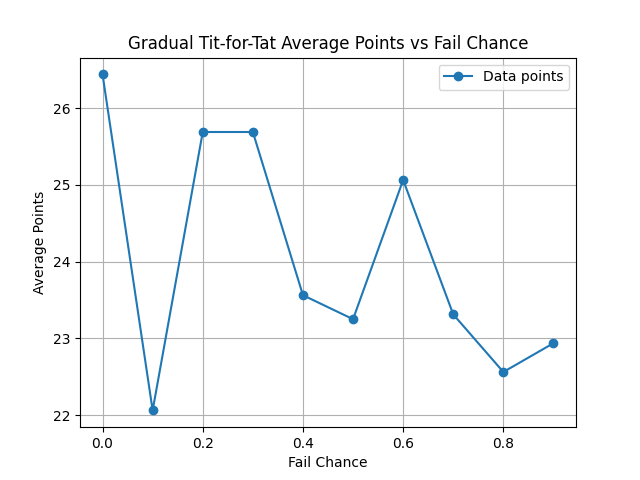 Gradual Tit-for-Tat Average Points vs Fail Chance
Data points
26
25
24
23
22
Average Points
0.0 0.2 0.4 0.6 0.8
Fail Chance